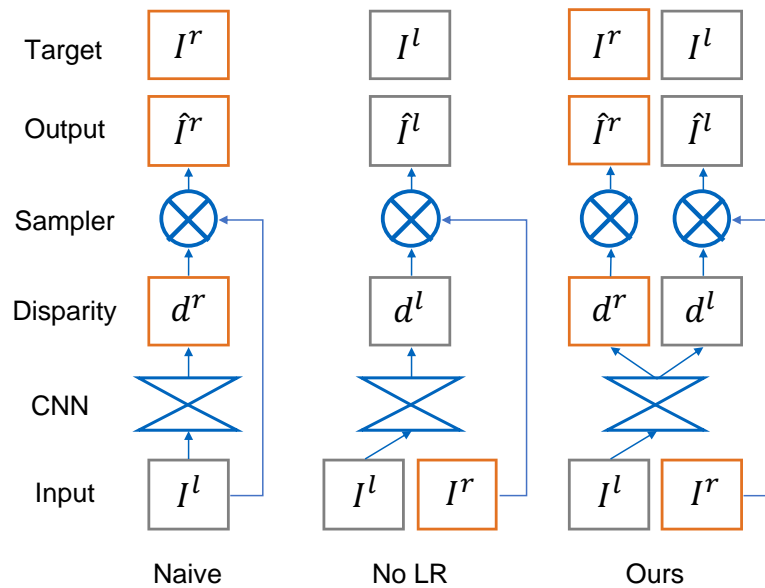 Target I^r I^l I^r I^l
Output Î^r Î^l Î^r Î^l
Sampler
Disparity d^r d^l d^r d^l
CNN
Input I^l I^l I^r I^l I^r
Naive No LR Ours